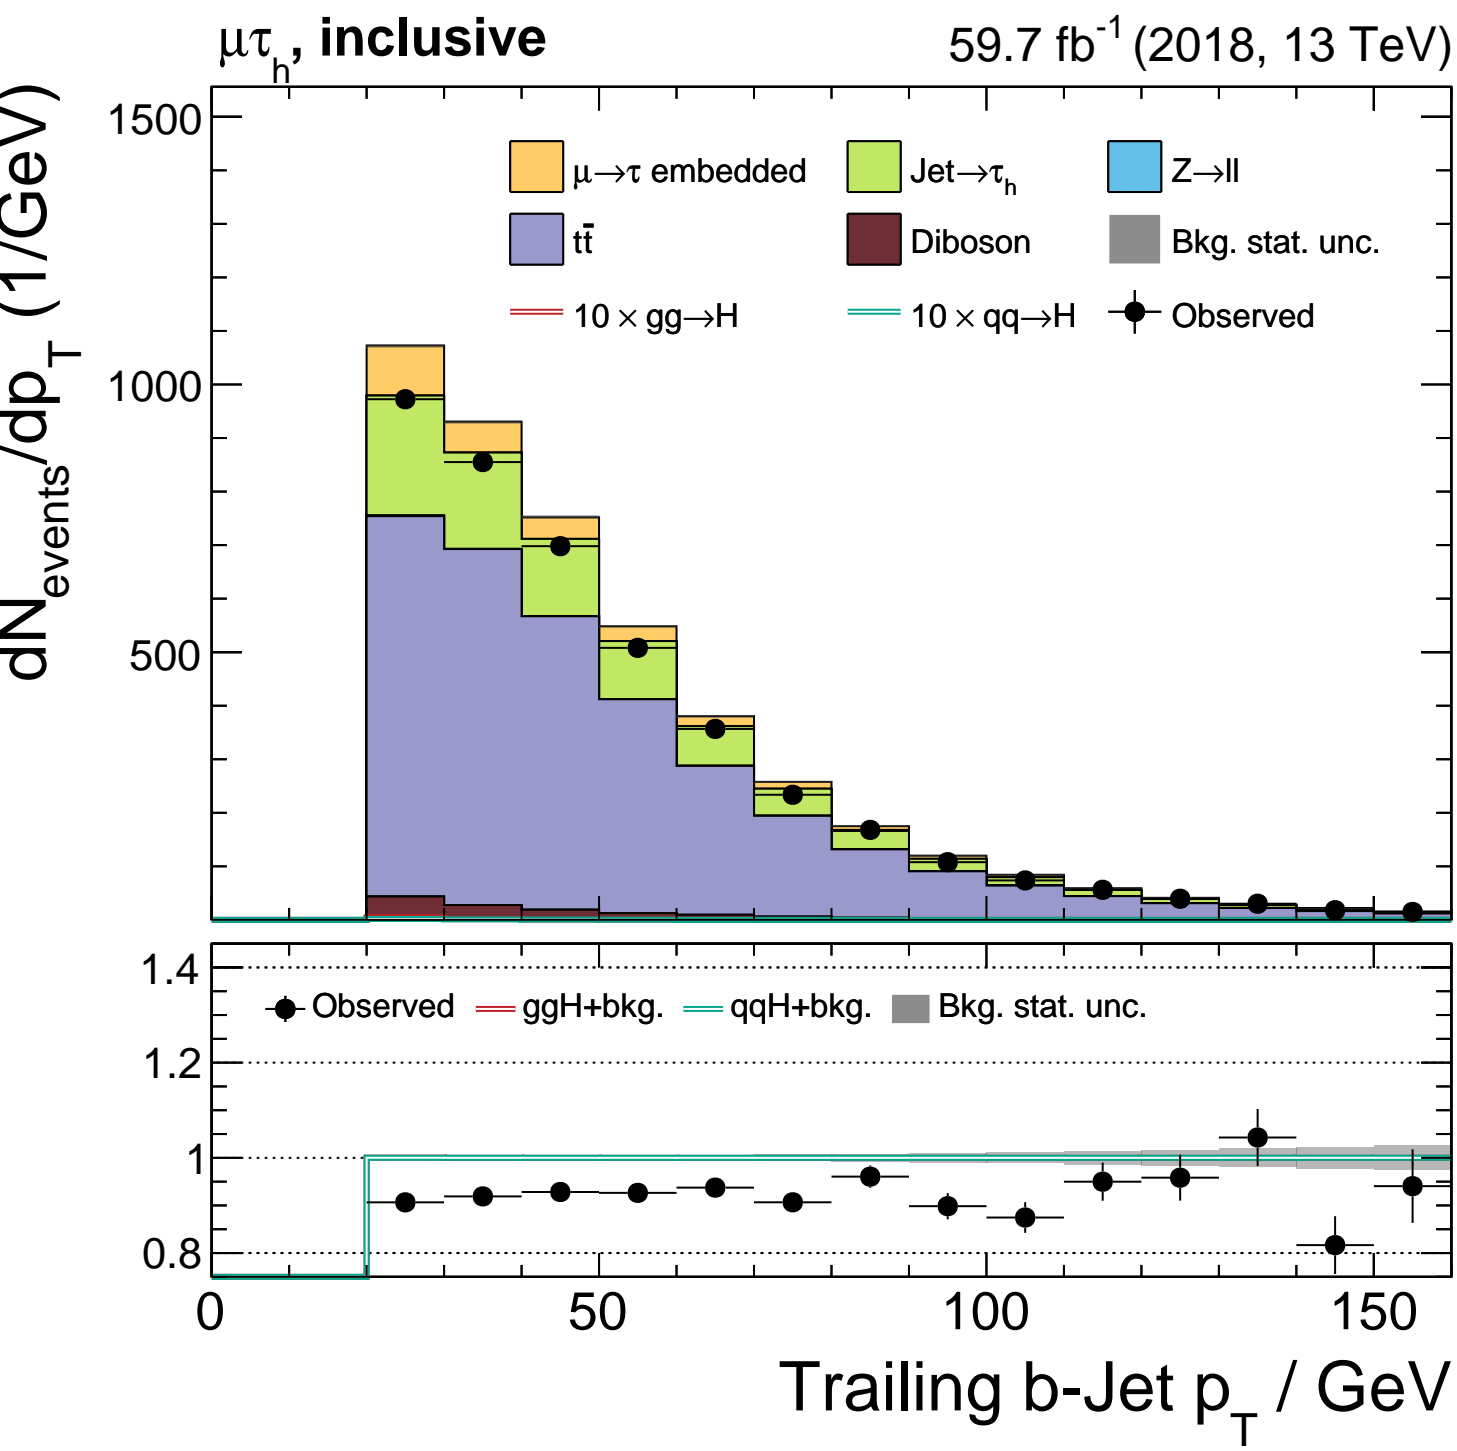 μτh, inclusive
59.7 fb-1 (2018, 13 TeV)
dNevents/dpT (1/GeV)
1500
1000
500
μ→τ embedded
Jet→τh
Z→ll
tt̄
Diboson
Bkg. stat. unc.
10 × gg→H
10 × qq→H
Observed
1.4
1.2
1
0.8
Observed
ggH+bkg.
qqH+bkg.
Bkg. stat. unc.
0
50
100
150
Trailing b-Jet pT / GeV